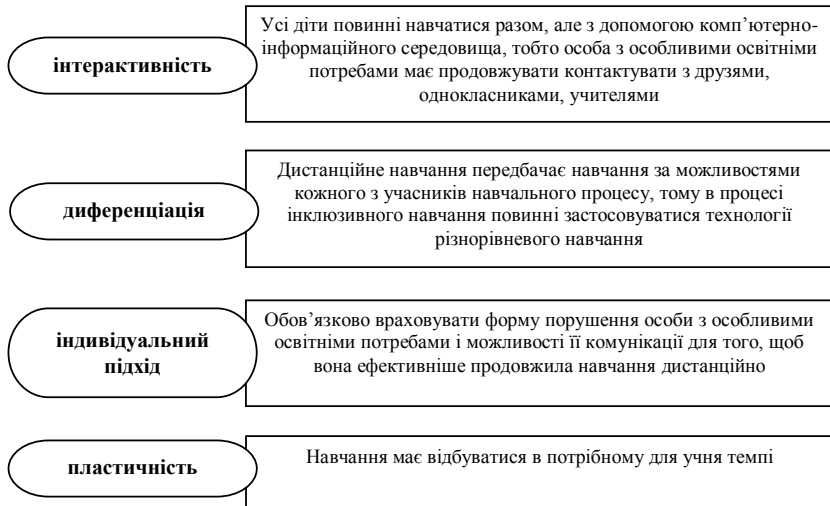 інтерактивність
Усі діти повинні навчатися разом, але з допомогою комп’ютерно-
інформаційного середовища, тобто особа з особливими освітніми
потребами має продовжувати контактувати з друзями,
однокласниками, учителями
диференціація
Дистанційне навчання передбачає навчання за можливостями
кожного з учасників навчального процесу, тому в процесі
інклюзивного навчання повинні застосовуватися технології
різнорівневого навчання
індивідуальний
підхід
Обов’язково враховувати форму порушення особи з особливими
освітніми потребами і можливості її комунікації для того, щоб
вона ефективніше продовжила навчання дистанційно
пластичність
Навчання має відбуватися в потрібному для учня темпі